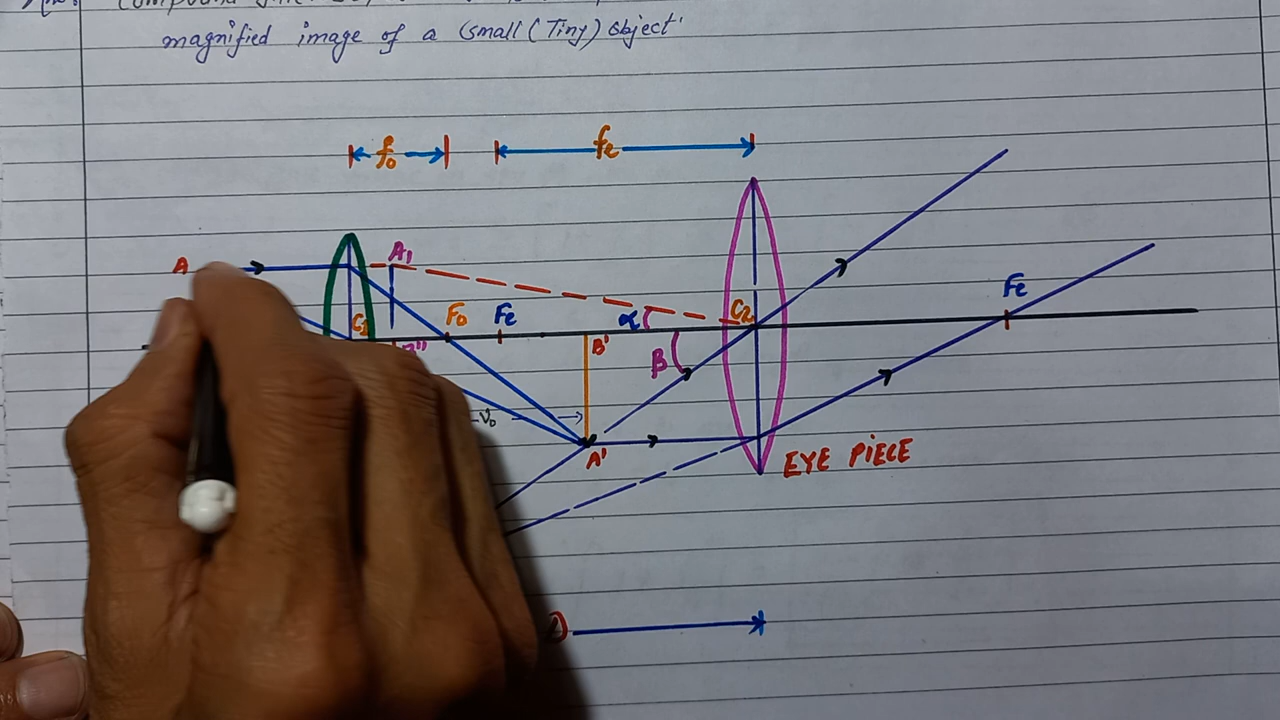 magnified image of a small (Tiny) object
fo
fe
A
A1
C1
Fo
Fe
α
C2
Fe
B"
B'
β
Vo
A'
EYE PIECE
D